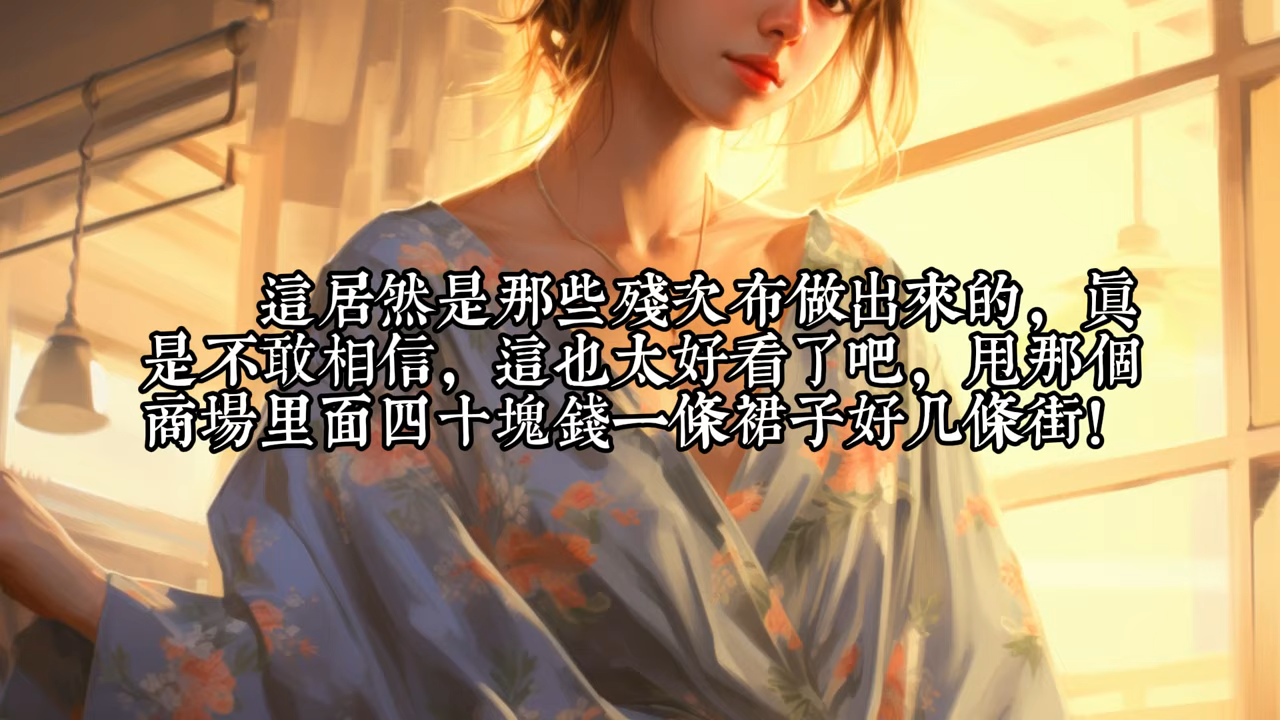 這居然是那些殘次布做出來的，眞
是不敢相信，這也太好看了吧，甩那個
商場里面四十塊錢一條裙子好几條街！